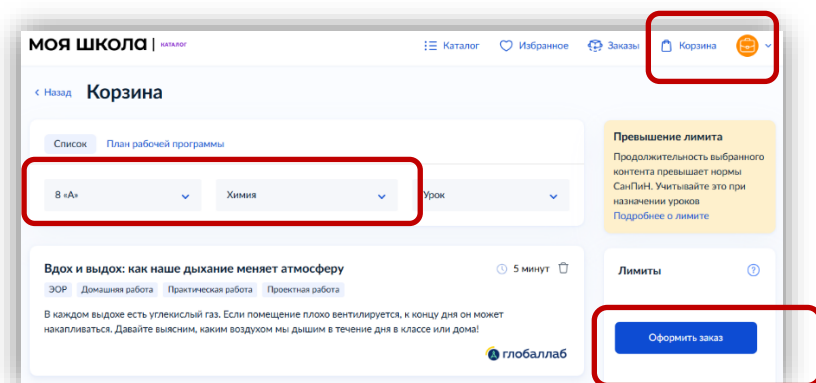 МОЯ ШКОЛА | КАТАЛОГ
Каталог Избранное Заказы Корзина
< Назад Корзина
Список План рабочей программы
8 «А» Химия Урок
Вдох и выдох: как наше дыхание меняет атмосферу 5 минут
ЭОР Домашняя работа Практическая работа Проектная работа
В каждом выдохе есть углекислый газ. Если помещение плохо вентилируется, к концу дня он может
накапливаться. Давайте выясним, каким воздухом мы дышим в течение дня в классе или дома!
глобаллаб
Превышение лимита
Продолжительность выбранного
контента превышает нормы
СанПиН. Учитывайте это при
назначении уроков
Подробнее о лимите
Лимиты ?
Оформить заказ